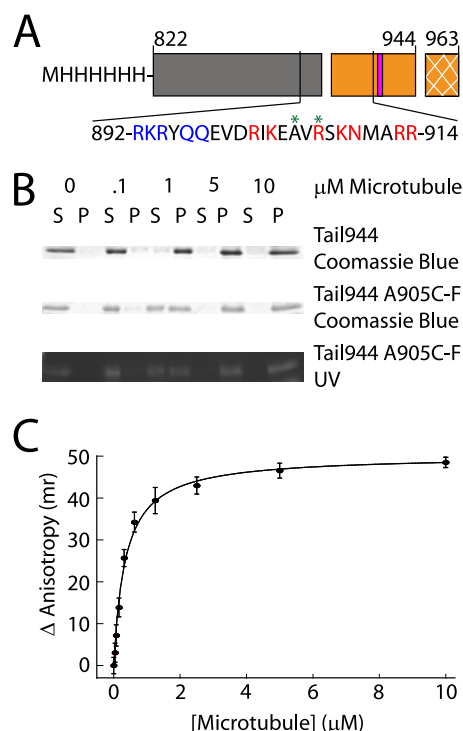 A
822 944 963
MHHHHHH-
* *
892-RKRYQQEVDRIKEAVRSKNMARR-914
B
0 .1 1 5 10 μM Microtubule
S P S P S P S P S P
Tail944
Coomassie Blue
Tail944 A905C-F
Coomassie Blue
Tail944 A905C-F
UV
C
50
40
30
20
10
0
Δ Anisotropy (mr)
0 2 4 6 8 10
[Microtubule] (μM)